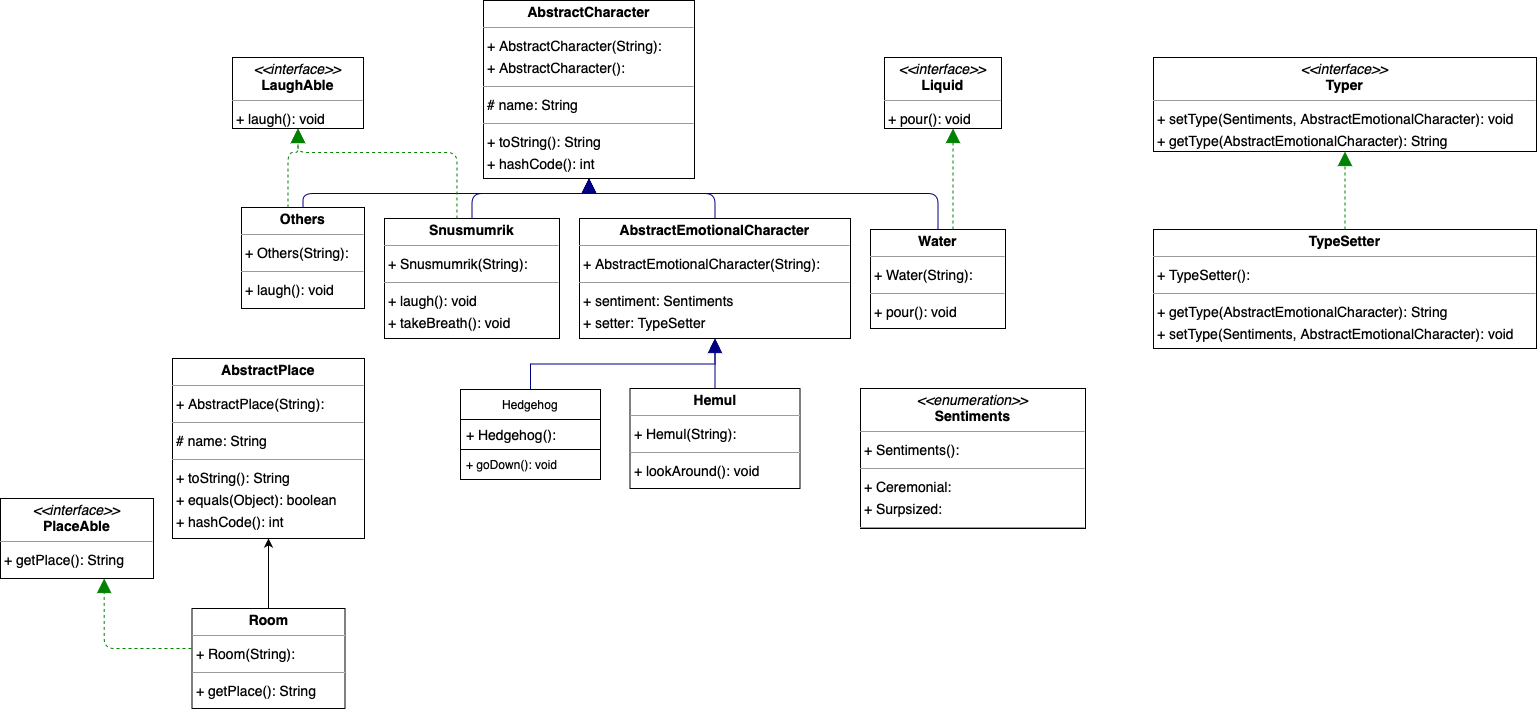 AbstractCharacter
+ AbstractCharacter(String):
+ AbstractCharacter():
# name: String
+ toString(): String
+ hashCode(): int
<<interface>>
LaughAble
+ laugh(): void
<<interface>>
Liquid
+ pour(): void
<<interface>>
Typer
+ setType(Sentiments, AbstractEmotionalCharacter): void
+ getType(AbstractEmotionalCharacter): String
Others
+ Others(String):
+ laugh(): void
Snusmumrik
+ Snusmumrik(String):
+ laugh(): void
+ takeBreath(): void
AbstractEmotionalCharacter
+ AbstractEmotionalCharacter(String):
+ sentiment: Sentiments
+ setter: TypeSetter
Water
+ Water(String):
+ pour(): void
TypeSetter
+ TypeSetter():
+ getType(AbstractEmotionalCharacter): String
+ setType(Sentiments, AbstractEmotionalCharacter): void
AbstractPlace
+ AbstractPlace(String):
# name: String
+ toString(): String
+ equals(Object): boolean
+ hashCode(): int
Hedgehog
+ Hedgehog():
+ goDown(): void
Hemul
+ Hemul(String):
+ lookAround(): void
<<enumeration>>
Sentiments
+ Sentiments():
+ Ceremonial:
+ Surpsized:
<<interface>>
PlaceAble
+ getPlace(): String
Room
+ Room(String):
+ getPlace(): String